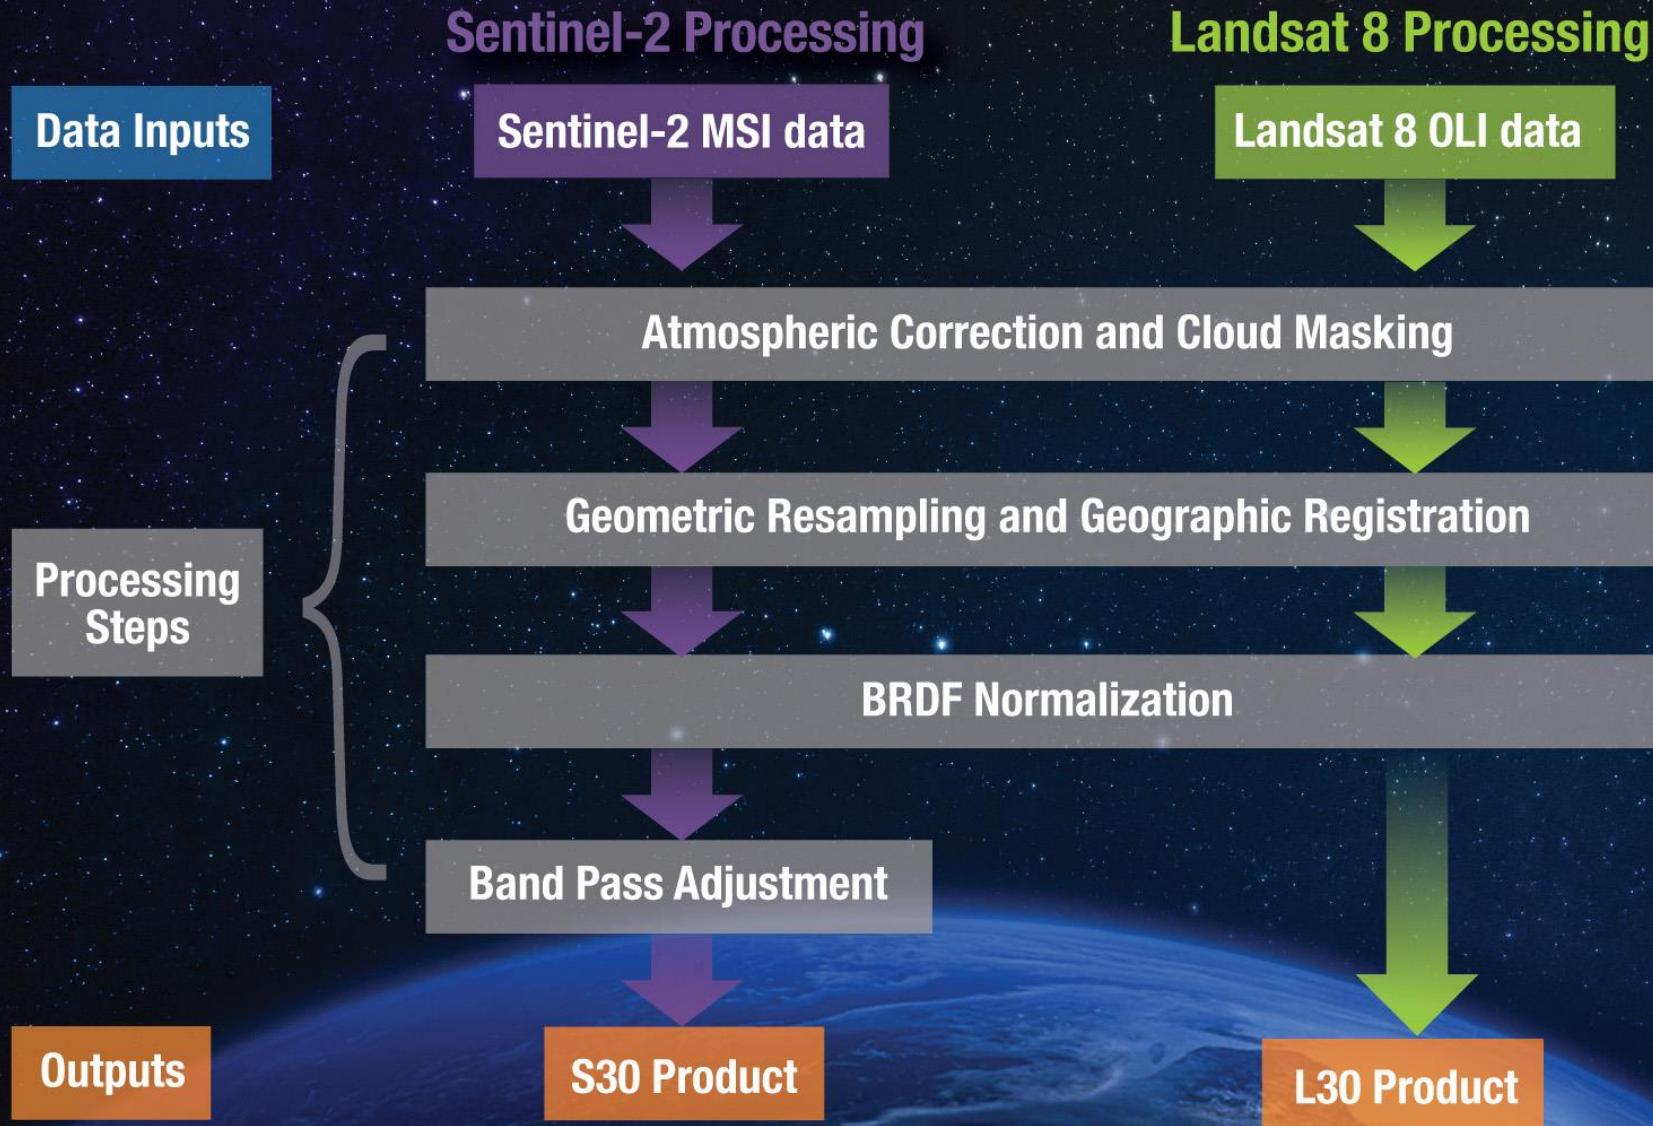 Sentinel-2 Processing
Landsat 8 Processing
Data Inputs
Sentinel-2 MSI data
Landsat 8 OLI data
Atmospheric Correction and Cloud Masking
Geometric Resampling and Geographic Registration
Processing
Steps
BRDF Normalization
Band Pass Adjustment
Outputs
S30 Product
L30 Product